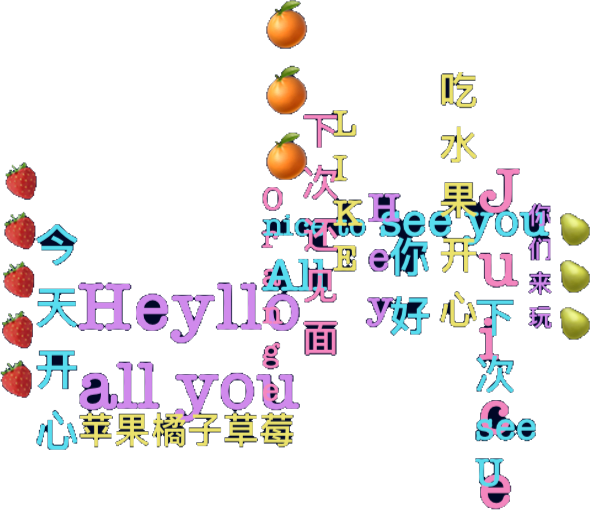 吃水果开心
LIKE
下次还见面
Juice
Orange
nice to see you
Hey
你好
你们来玩
今天开心
All
Heyllo
all you
下次
see
U
苹果橘子草莓